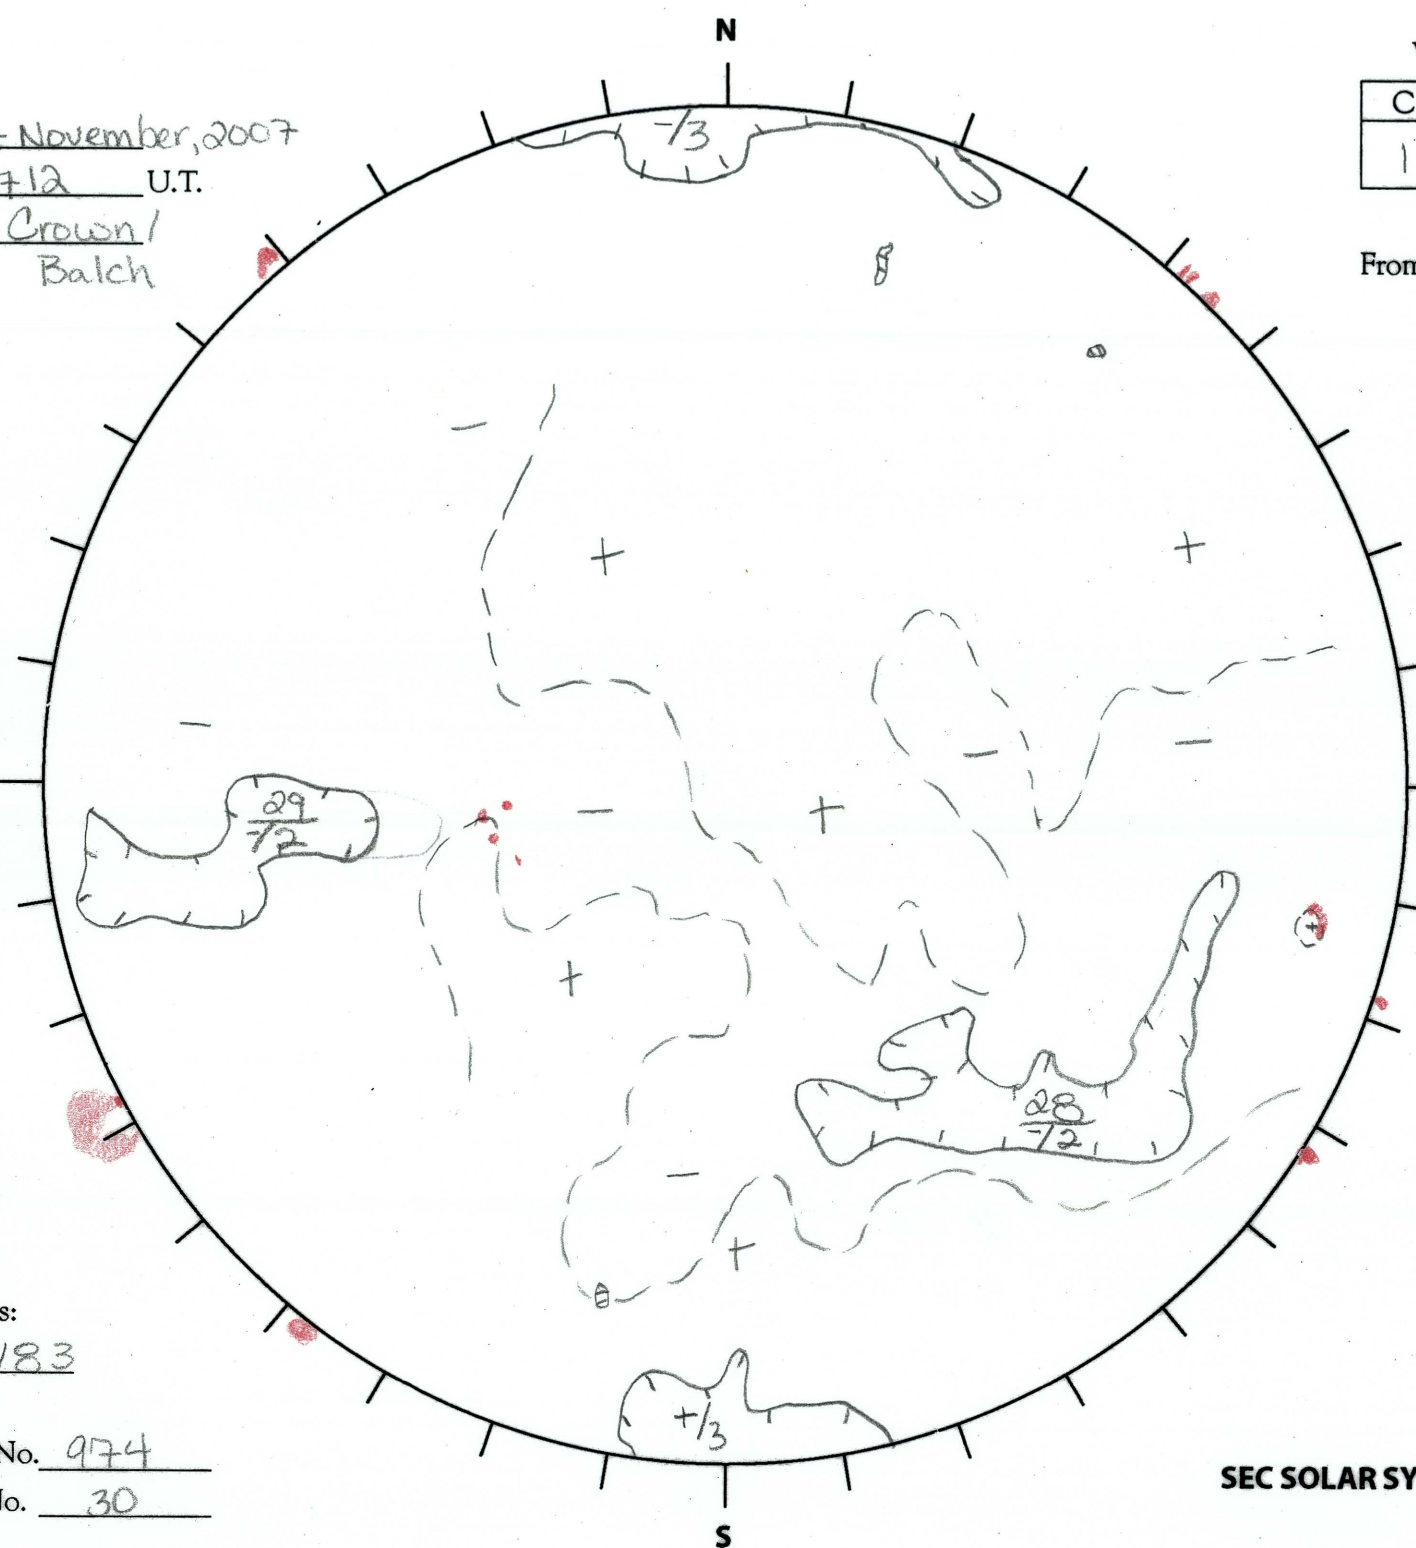 N
- November, 2007
712 U.T.
Crown/
Balch
C
1
From
-/3
+
-
+
-
-
-
+
29
-/2
-
+
+
28
-/2
-
+
+/3
s:
183
No. 974
No. 30
SEC SOLAR SY
S